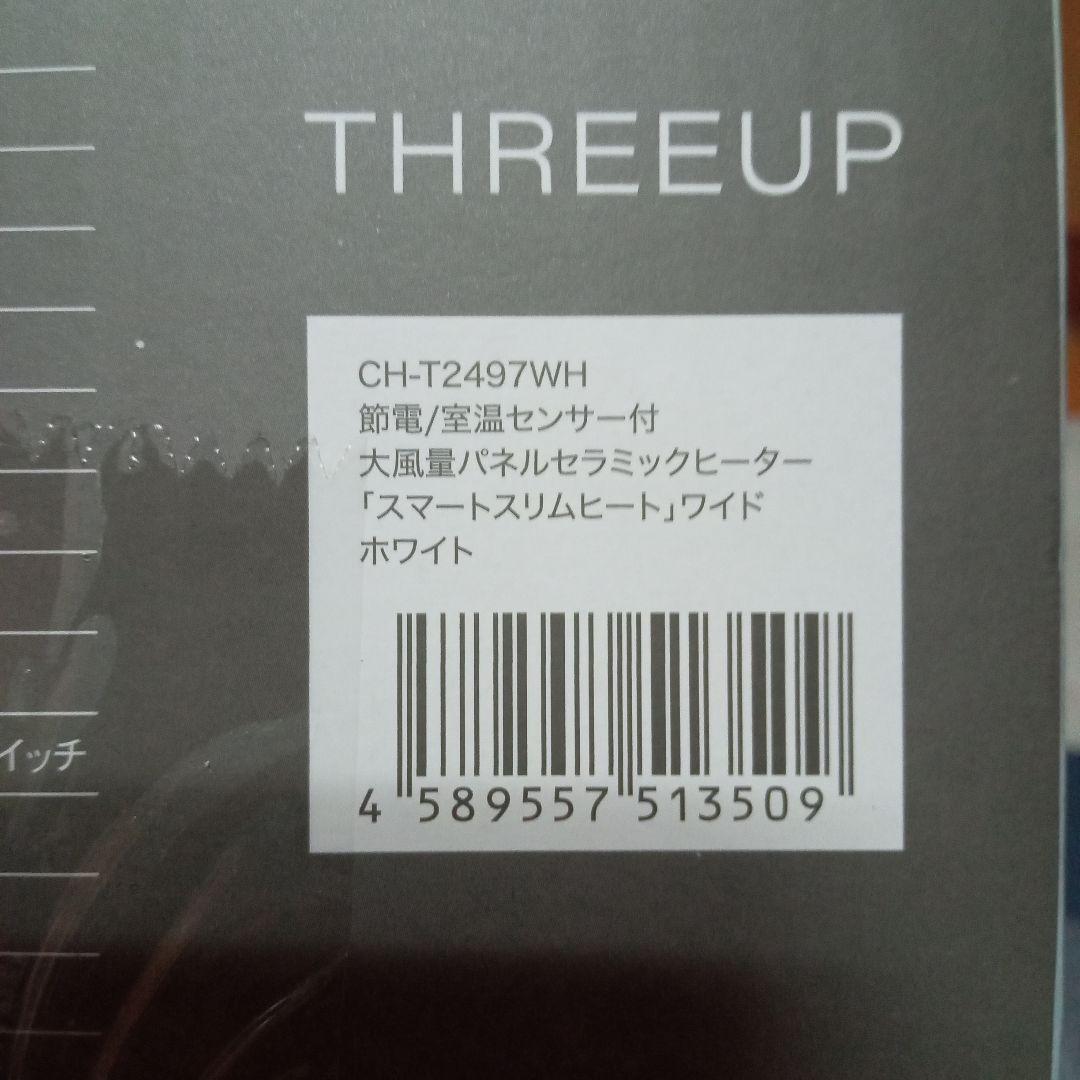 THREEUP
CH-T2497WH
節電/室温センサー付
大風量パネルセラミックヒーター
「スマートスリムヒート」ワイド
ホワイト
イッチ
4 589557 513509